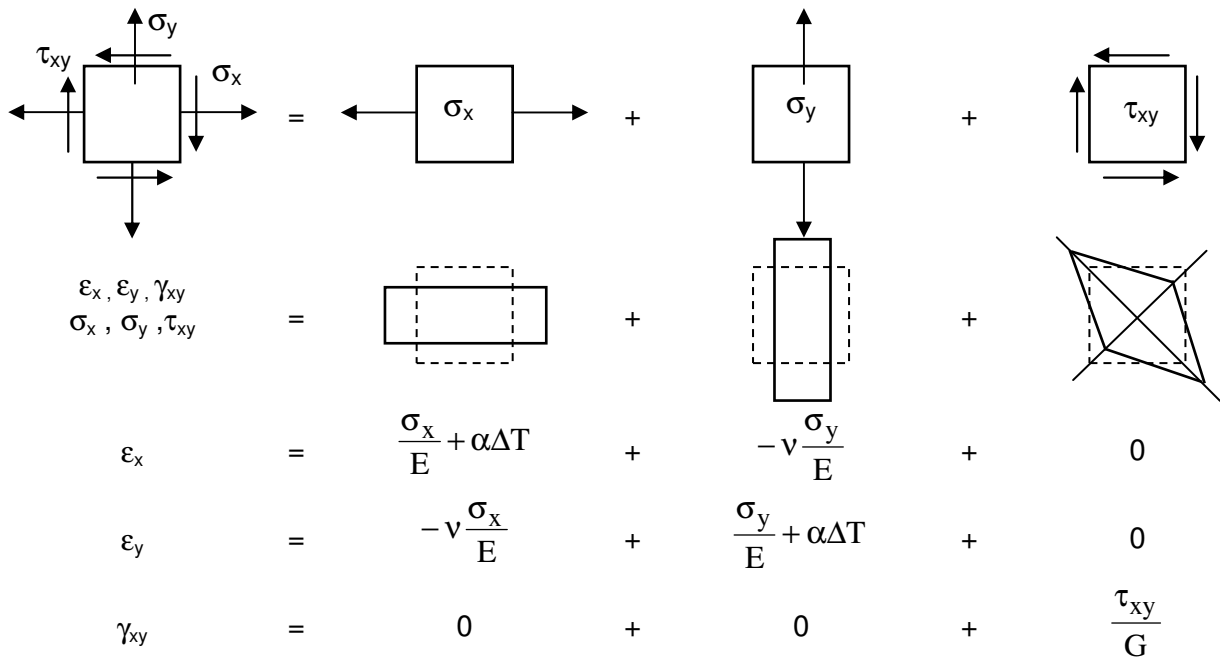 σy
τxy
σx
= σx + σy + τxy
εx , εy , γxy
σx , σy ,τxy
= + +
εx = σx/E + αΔT + − ν σy/E + 0
εy = − ν σx/E + σy/E + αΔT + 0
γxy = 0 + 0 + τxy/G